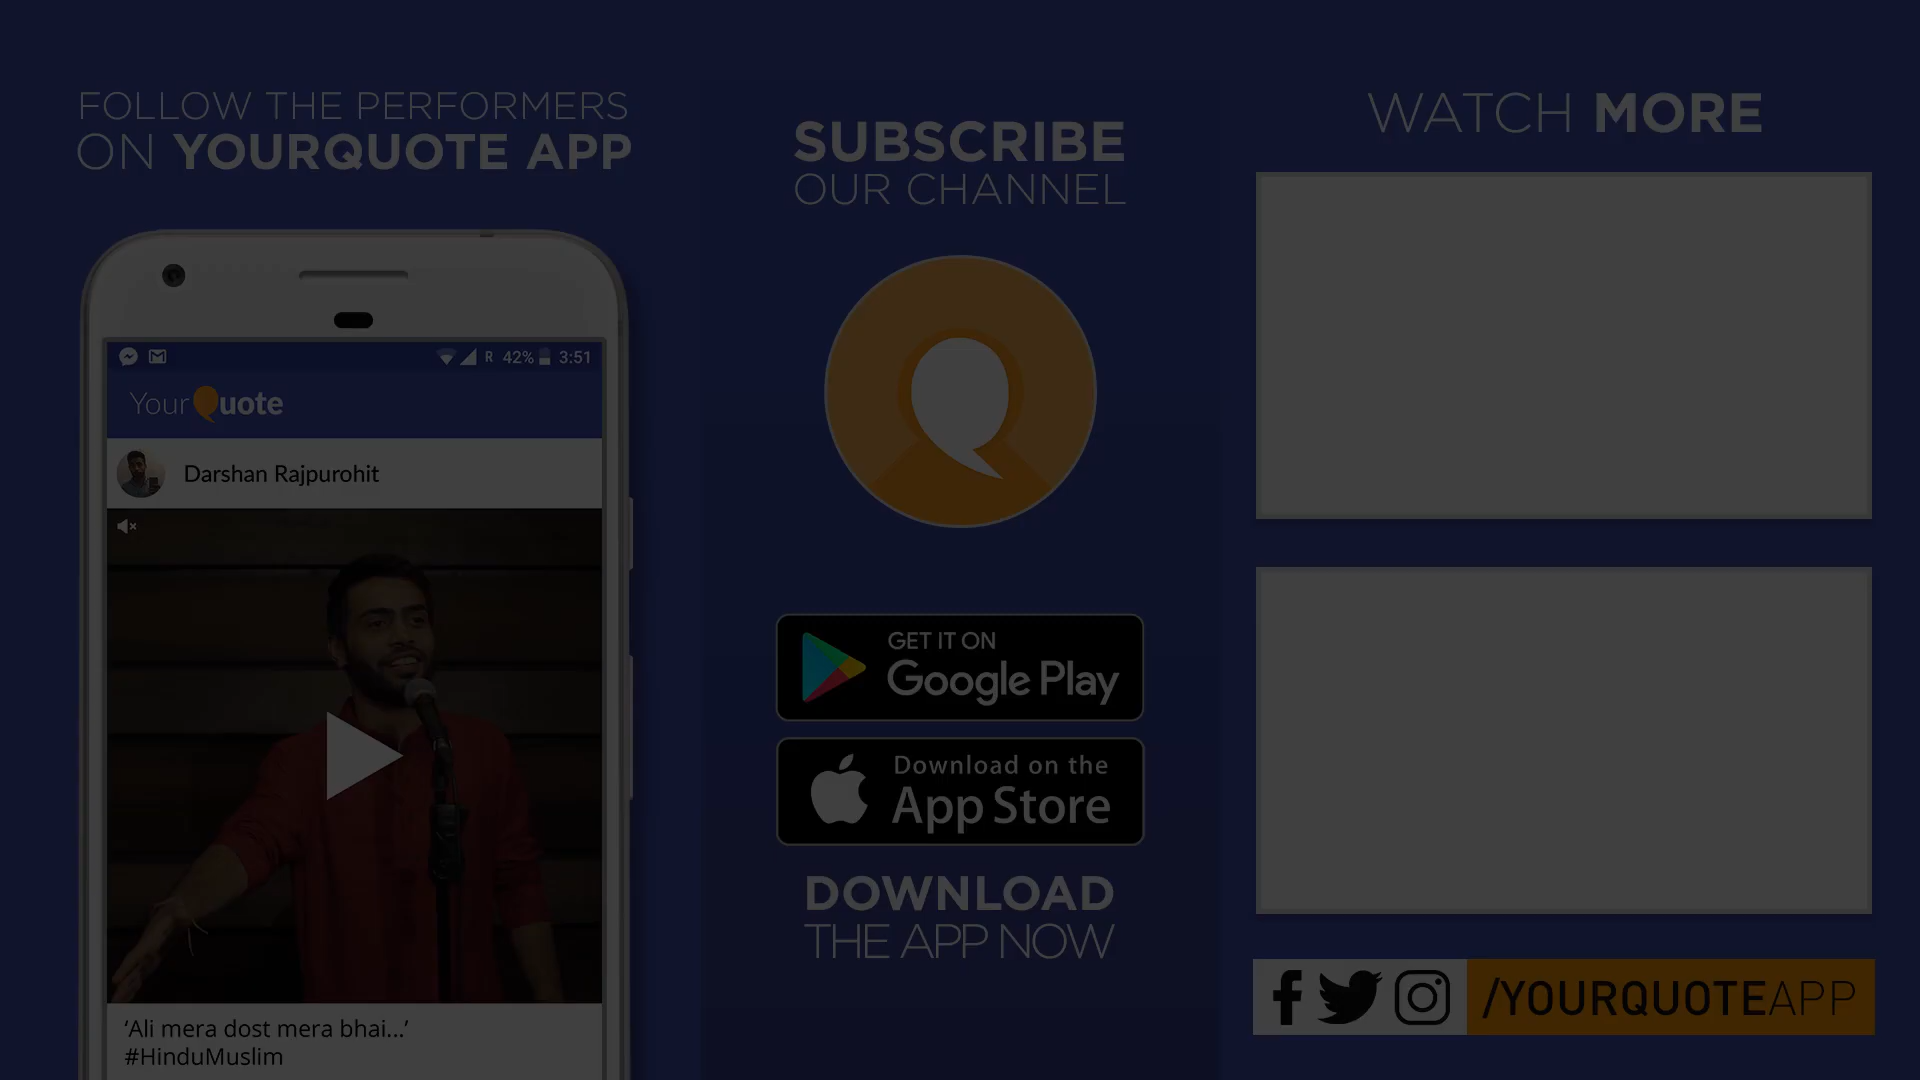 FOLLOW THE PERFORMERS
ON YOURQUOTE APP
R 42% 3:51
YourQuote
Darshan Rajpurohit
‘Ali mera dost mera bhai...’
#HinduMuslim
SUBSCRIBE
OUR CHANNEL
GET IT ON
Google Play
Download on the
App Store
DOWNLOAD
THE APP NOW
WATCH MORE
/YOURQUOTEAPP